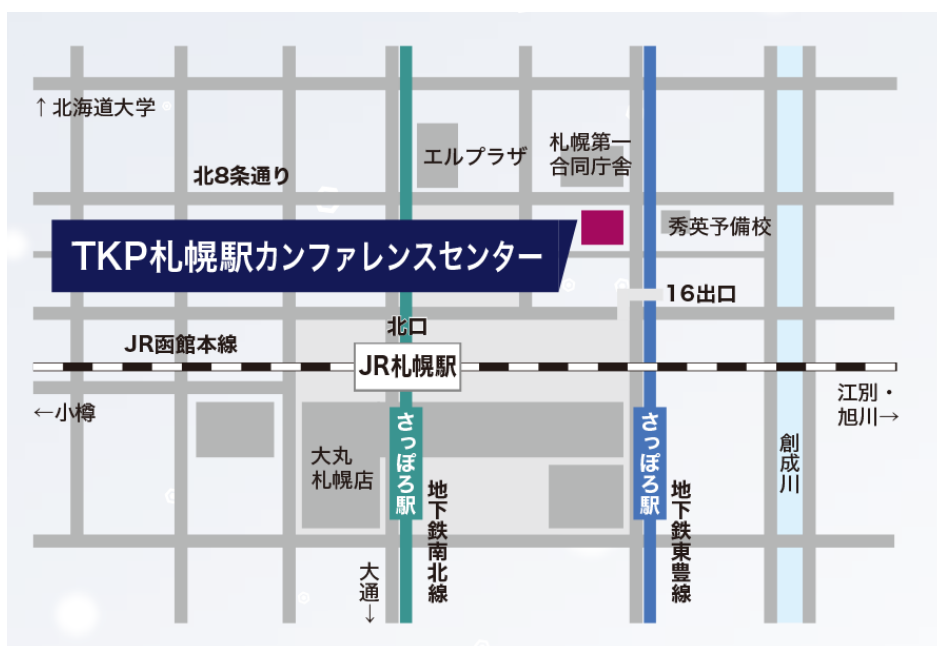 ↑北海道大学
エルプラザ
札幌第一
合同庁舎
北8条通り
TKP札幌駅カンファレンスセンター
秀英予備校
16出口
北口
JR函館本線
JR札幌駅
←小樽
江別・
旭川→
大丸
札幌店
さっぽろ駅
地下鉄南北線
さっぽろ駅
地下鉄東豊線
創成川
大通↓